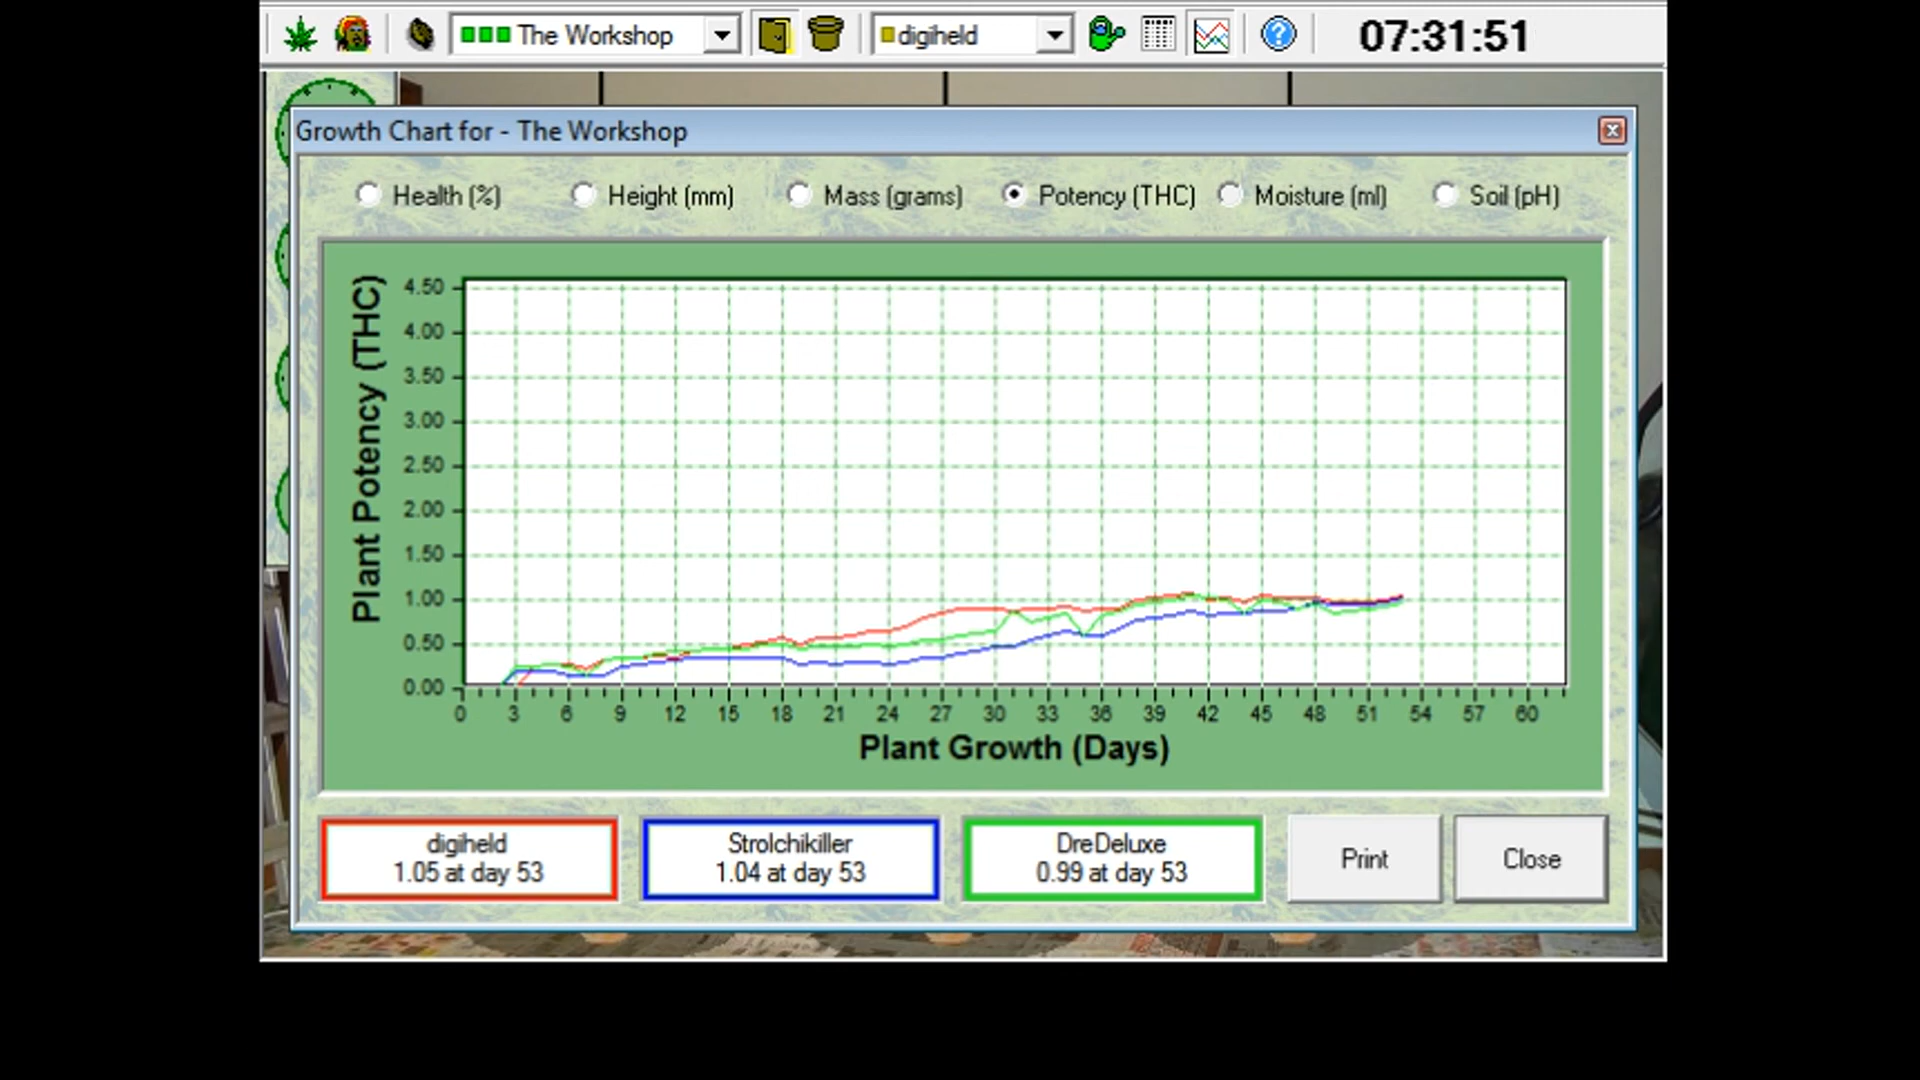 The Workshop
digiheld
07:31:51
Growth Chart for - The Workshop
Health (%)
Height (mm)
Mass (grams)
Potency (THC)
Moisture (ml)
Soil (pH)
Plant Potency (THC)
4.50
4.00
3.50
3.00
2.50
2.00
1.50
1.00
0.50
0.00
0 3 6 9 12 15 18 21 24 27 30 33 36 39 42 45 48 51 54 57 60
Plant Growth (Days)
digiheld
1.05 at day 53
Strolchikiller
1.04 at day 53
DreDeluxe
0.99 at day 53
Print
Close